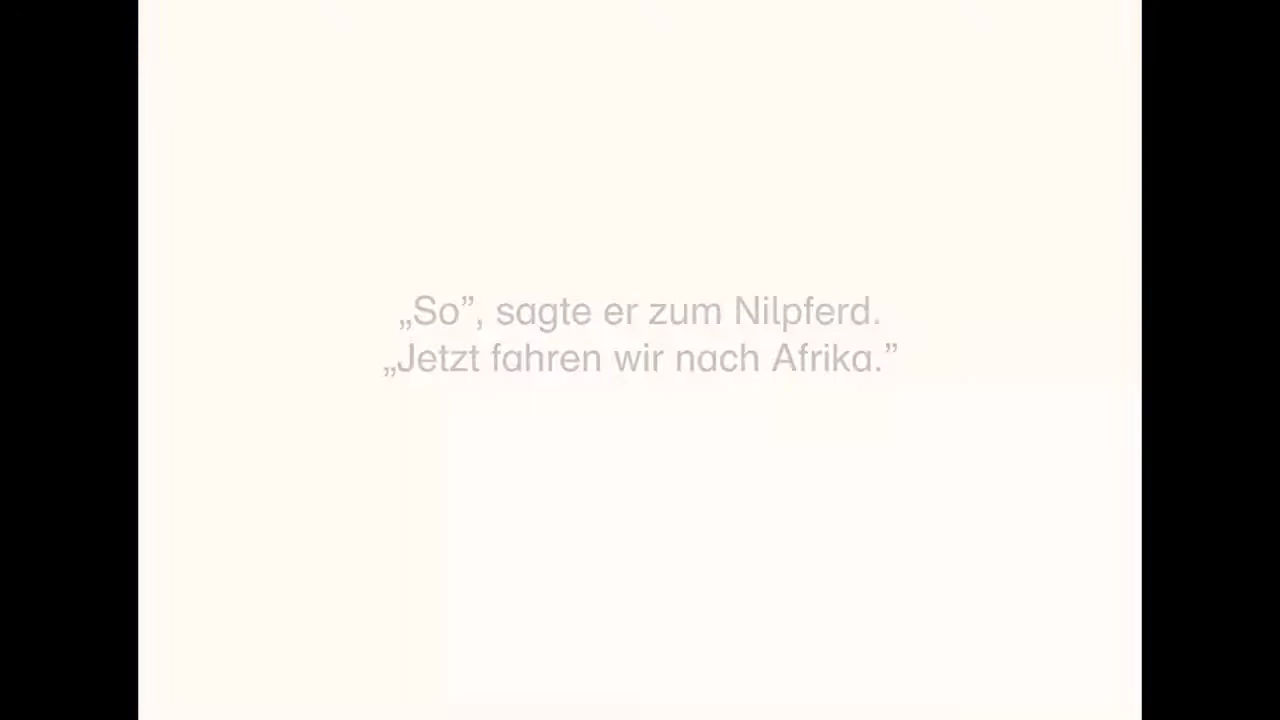 „So”, sagte er zum Nilpferd.
„Jetzt fahren wir nach Afrika.”